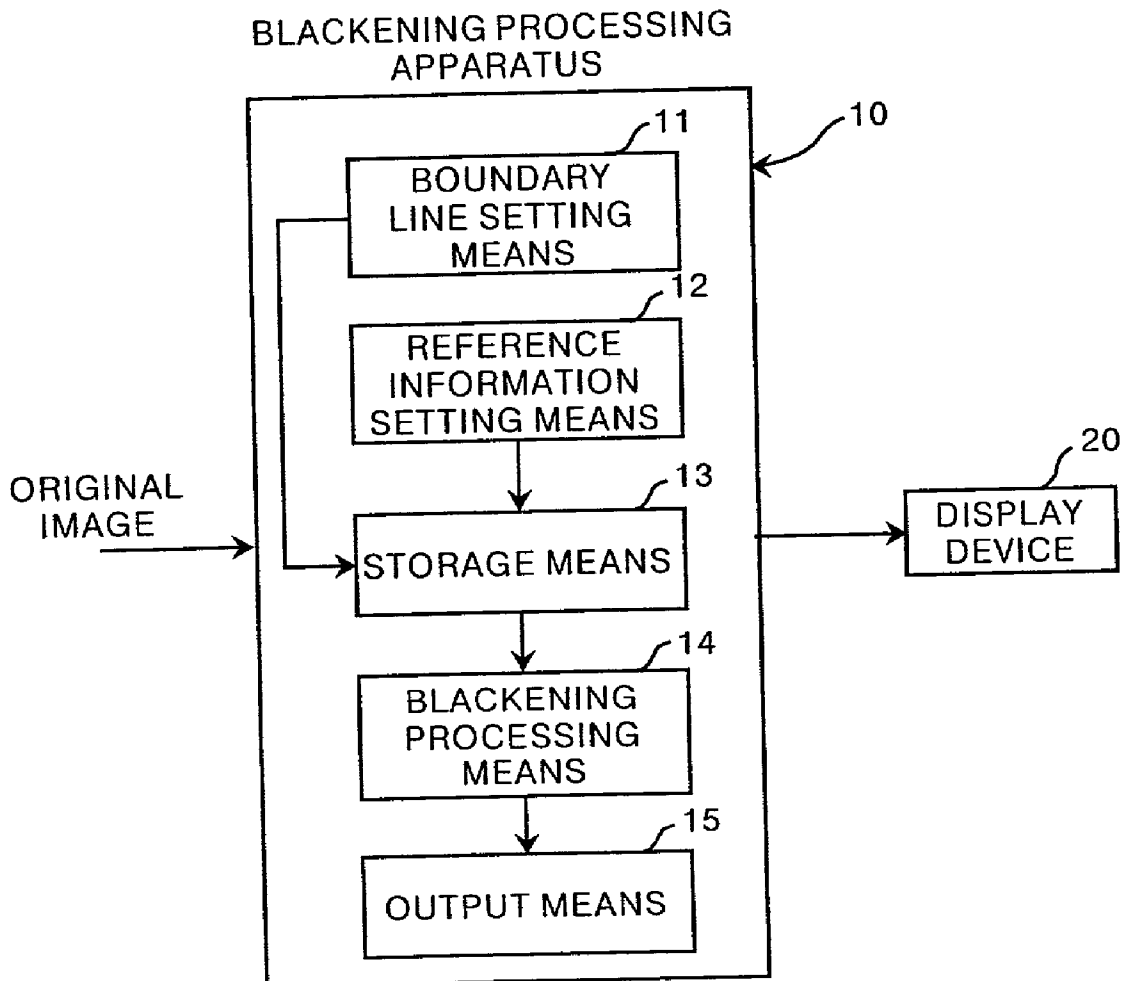 BLACKENING PROCESSING
APPARATUS
10
11
BOUNDARY
LINE SETTING
MEANS
12
REFERENCE
INFORMATION
SETTING MEANS
ORIGINAL
IMAGE
13
STORAGE MEANS
20
DISPLAY
DEVICE
14
BLACKENING
PROCESSING
MEANS
15
OUTPUT MEANS